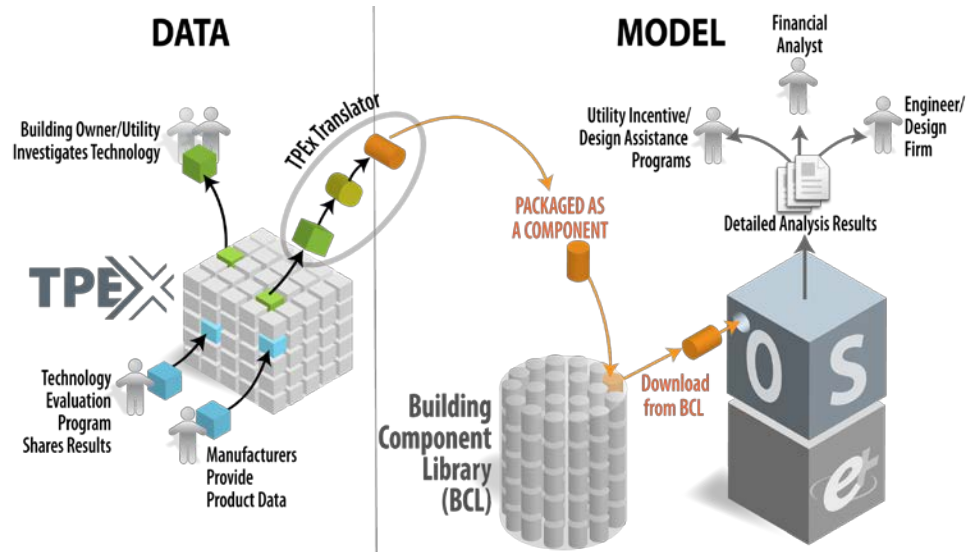 DATA
MODEL
Building Owner/Utility
Investigates Technology
TPEx Translator
TPEX
Technology
Evaluation
Program
Shares Results
Manufacturers
Provide
Product Data
PACKAGED AS
A COMPONENT
Building
Component
Library
(BCL)
Download
from BCL
Financial
Analyst
Utility Incentive/
Design Assistance
Programs
Engineer/
Design
Firm
Detailed Analysis Results
O S
e+